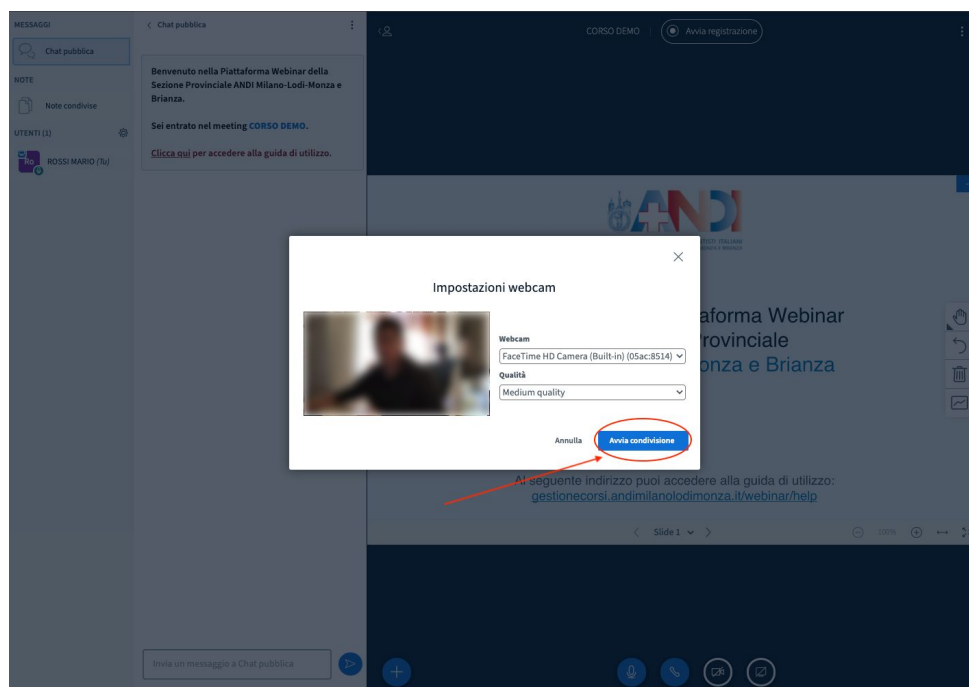 MESSAGGI
Chat pubblica
NOTE
Note condivise
UTENTI (1)
Ro
ROSSI MARIO (Tu)
Chat pubblica
Benvenuto nella Piattaforma Webinar della
Sezione Provinciale ANDI Milano-Lodi-Monza e
Brianza.
Sei entrato nel meeting CORSO DEMO.
Clicca qui per accedere alla guida di utilizzo.
Invia un messaggio a Chat pubblica
CORSO DEMO
Avvia registrazione
ANDI
Impostazioni webcam
Webcam
FaceTime HD Camera (Built-in) (05ac:8514)
Qualità
Medium quality
Annulla
Avvia condivisione
aforma Webinar
rovinciale
onza e Brianza
Al seguente indirizzo puoi accedere alla guida di utilizzo:
gestionecorsi.andimilanolodimonza.it/webinar/help
Slide 1
100%